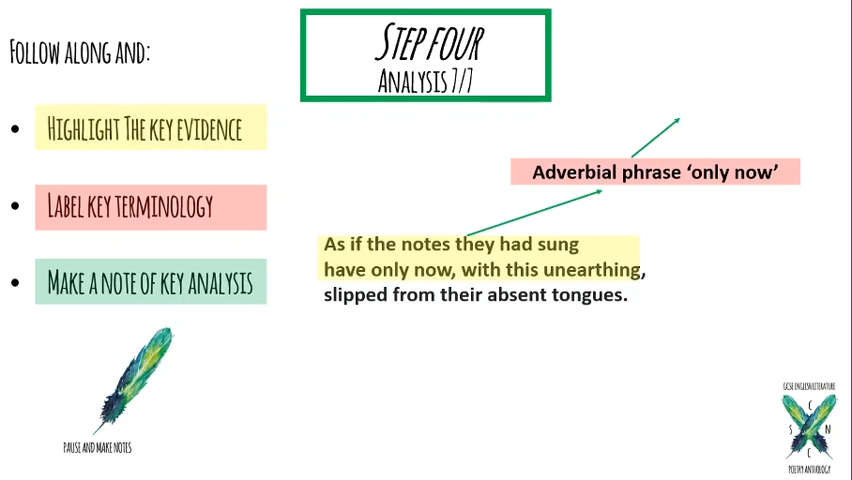 STEP FOUR
ANALYSIS 7/7
FOLLOW ALONG AND:
• HIGHLIGHT THE KEY EVIDENCE
• LABEL KEY TERMINOLOGY
• MAKE A NOTE OF KEY ANALYSIS
PAUSE AND MAKE NOTES
Adverbial phrase ‘only now’
As if the notes they had sung
have only now, with this unearthing,
slipped from their absent tongues.
GCSE ENGLISH LITERATURE
C
S N
C
POETRY ANTHOLOGY